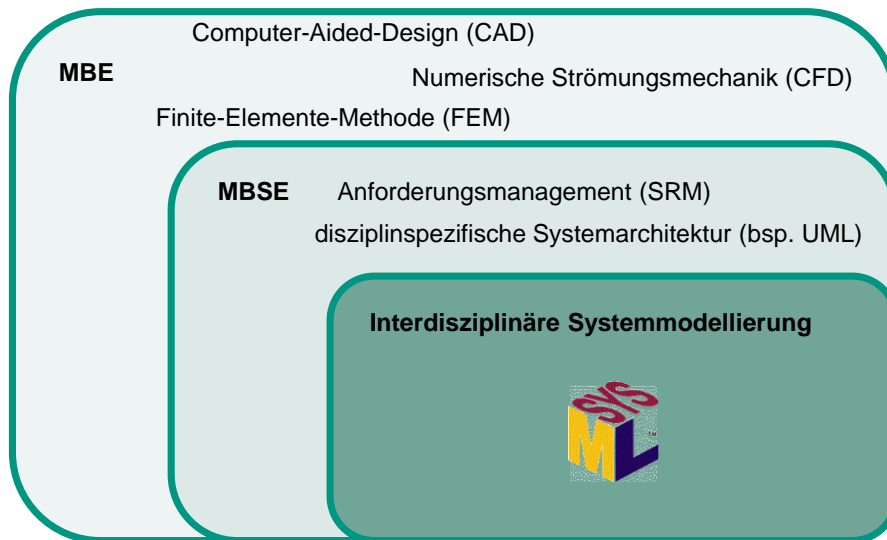 Computer-Aided-Design (CAD)
MBE
Numerische Strömungsmechanik (CFD)
Finite-Elemente-Methode (FEM)
MBSE Anforderungsmanagement (SRM)
disziplinspezifische Systemarchitektur (bsp. UML)
Interdisziplinäre Systemmodellierung
SYS
ML™